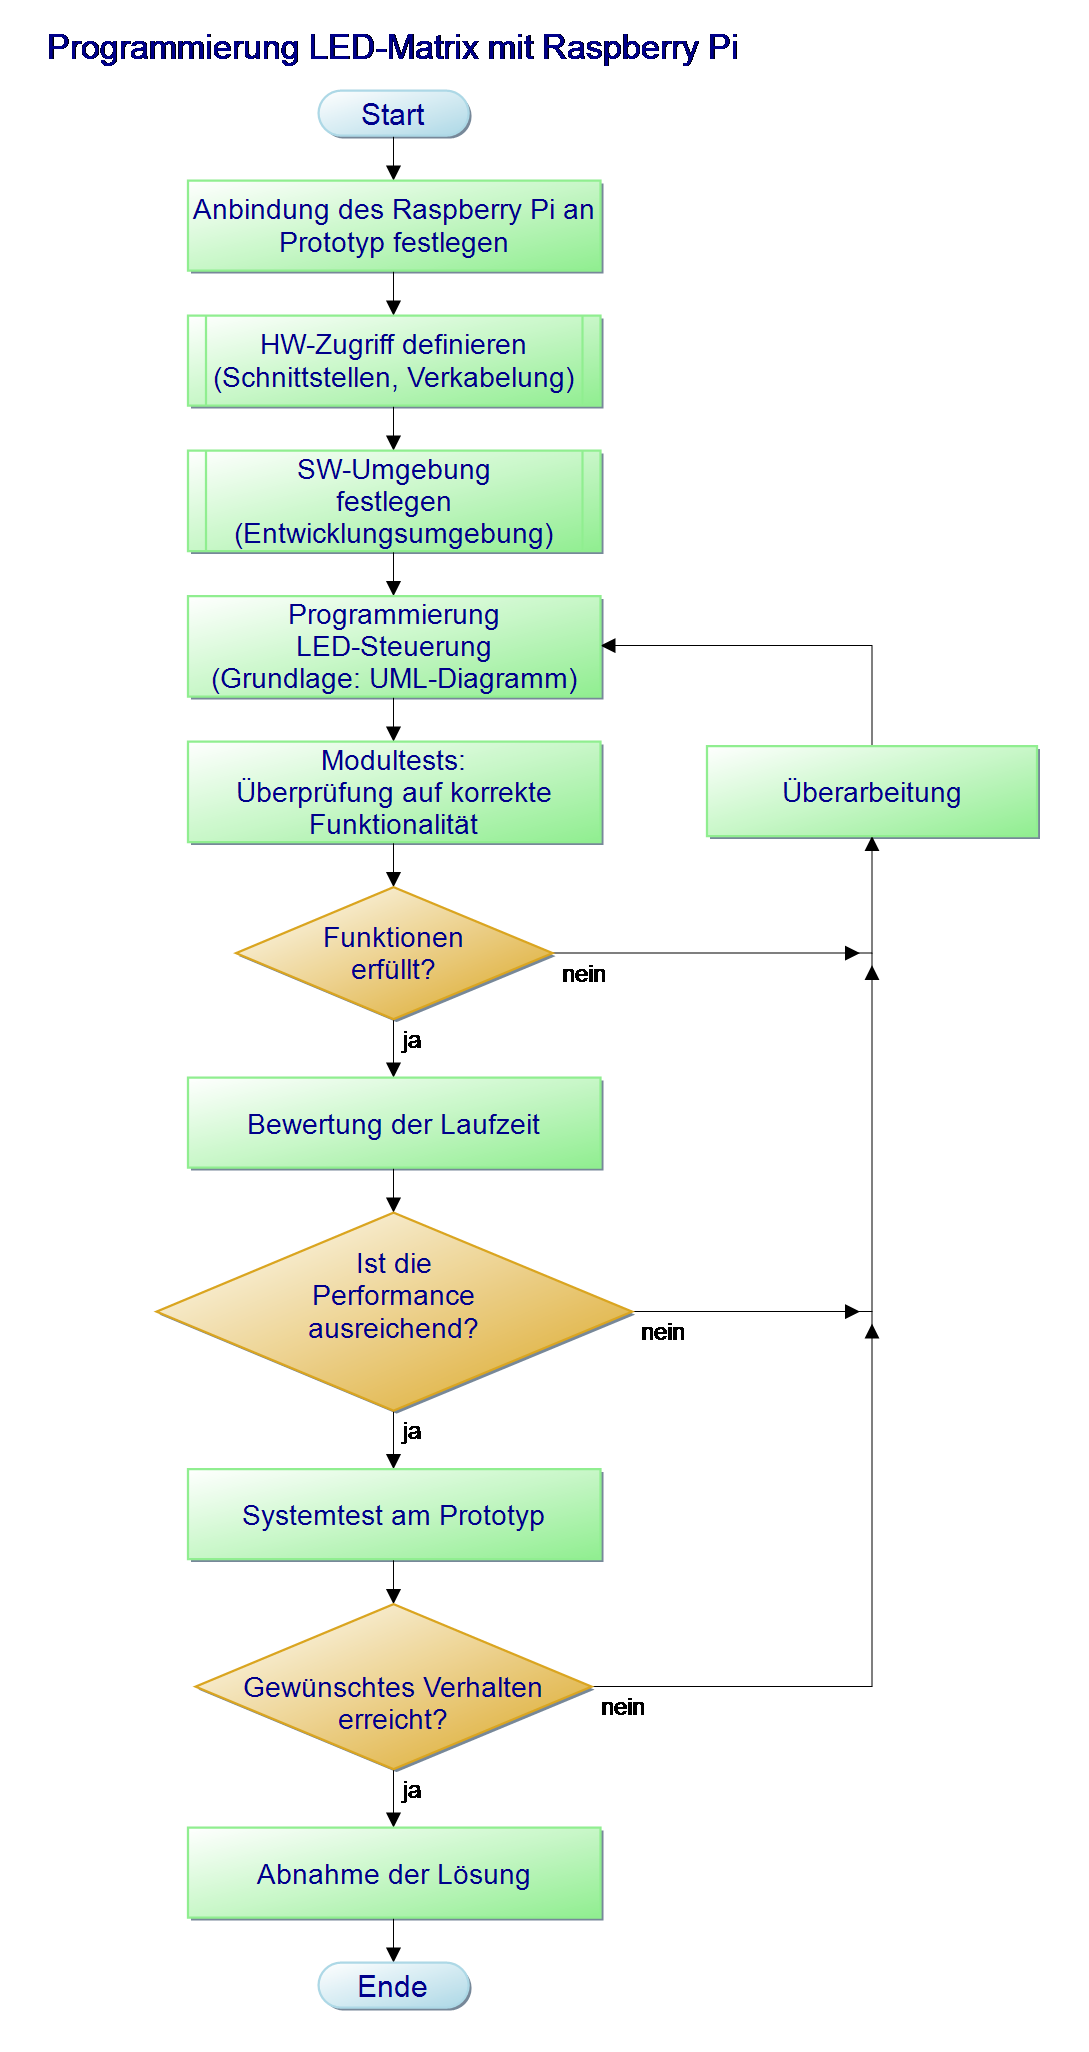 Programmierung LED-Matrix mit Raspberry Pi
Start
Anbindung des Raspberry Pi an
Prototyp festlegen
HW-Zugriff definieren
(Schnittstellen, Verkabelung)
SW-Umgebung
festlegen
(Entwicklungsumgebung)
Programmierung
LED-Steuerung
(Grundlage: UML-Diagramm)
Modultests:
Überprüfung auf korrekte
Funktionalität
Überarbeitung
Funktionen
erfüllt?
nein
ja
Bewertung der Laufzeit
Ist die
Performance
ausreichend?
nein
ja
Systemtest am Prototyp
Gewünschtes Verhalten
erreicht?
nein
ja
Abnahme der Lösung
Ende